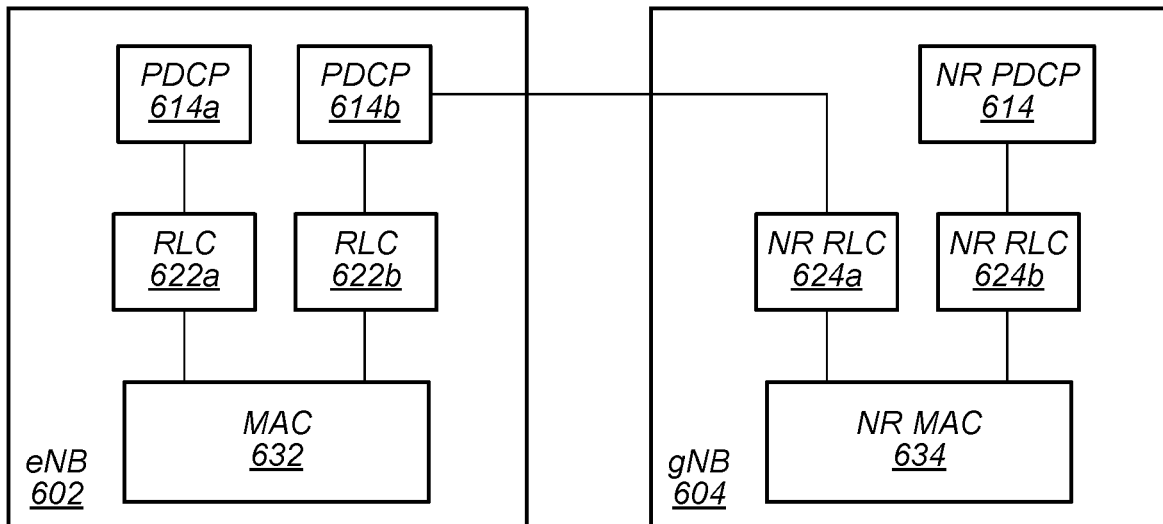 PDCP
614a
PDCP
614b
NR PDCP
614
RLC
622a
RLC
622b
NR RLC
624a
NR RLC
624b
MAC
632
NR MAC
634
eNB
602
gNB
604